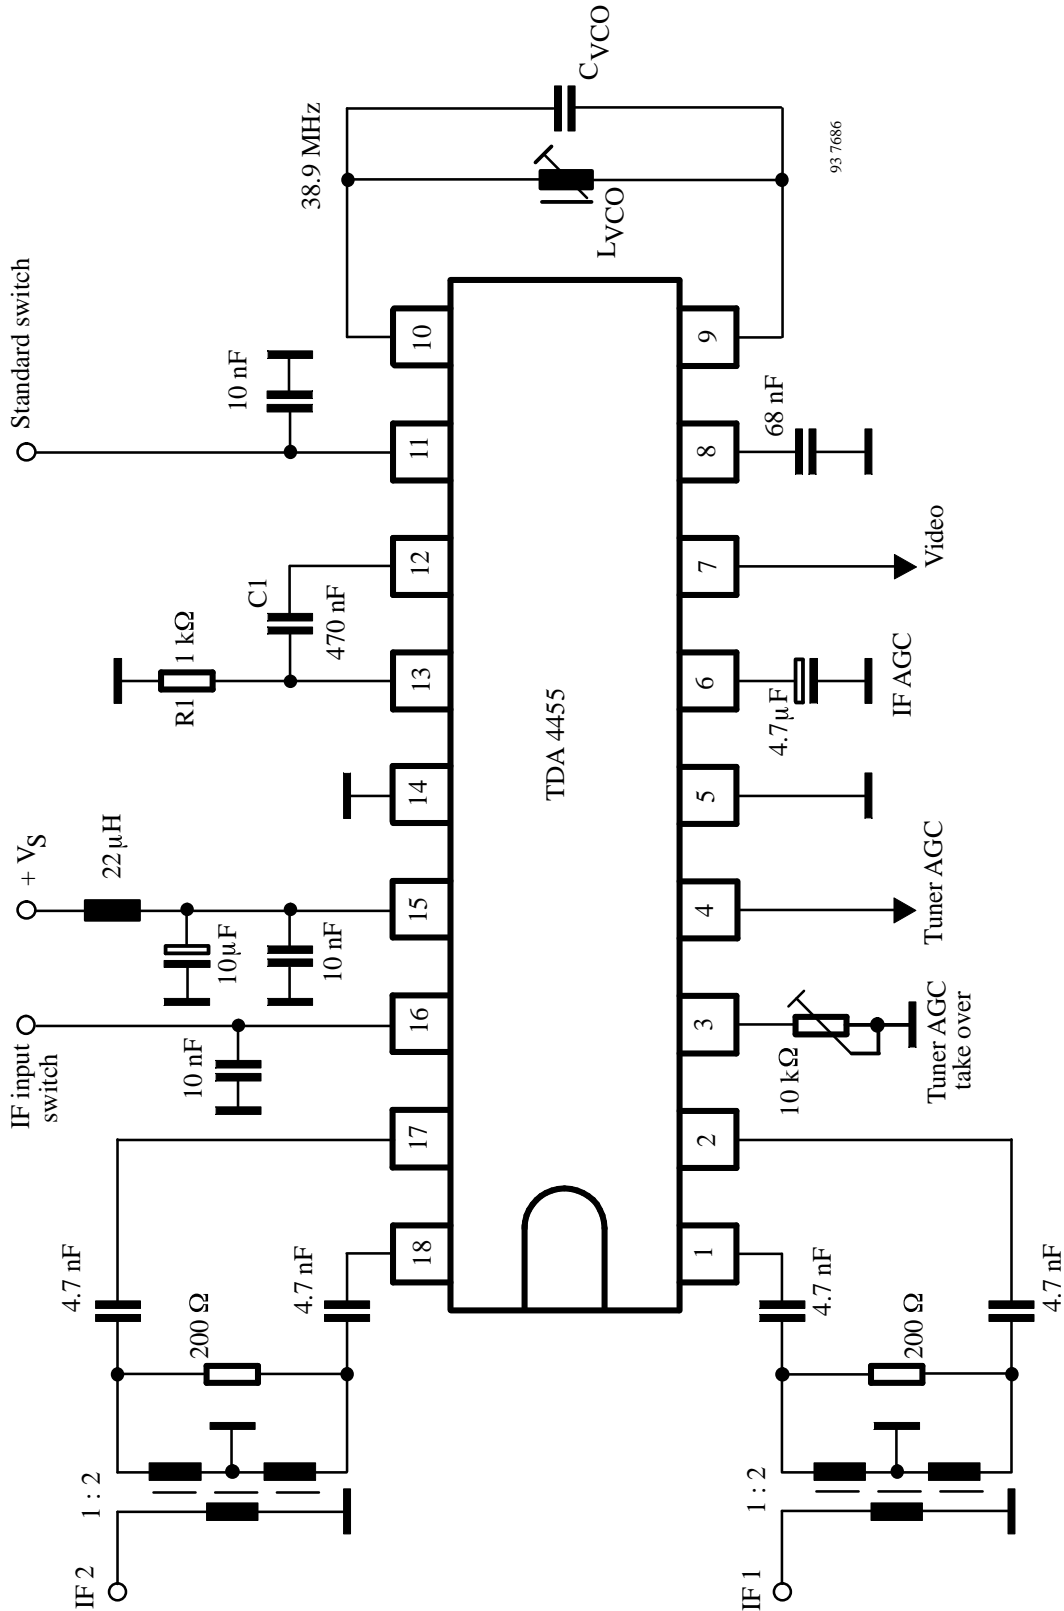 Standard switch
10 nF
38.9 MHz
C VCO
L VCO
93 7686
+ VS
22 µH
10µF
10 nF
R1
1 kΩ
C1
470 nF
IF input
switch
10 nF
18
17
16
15
14
13
12
11
10
TDA 4455
1
2
3
4
5
6
7
8
9
4.7 nF
4.7 nF
200 Ω
1 : 2
IF 2
4.7 nF
4.7 nF
200 Ω
1 : 2
IF 1
10 kΩ
Tuner AGC
take over
Tuner AGC
4.7µF
IF AGC
Video
68 nF